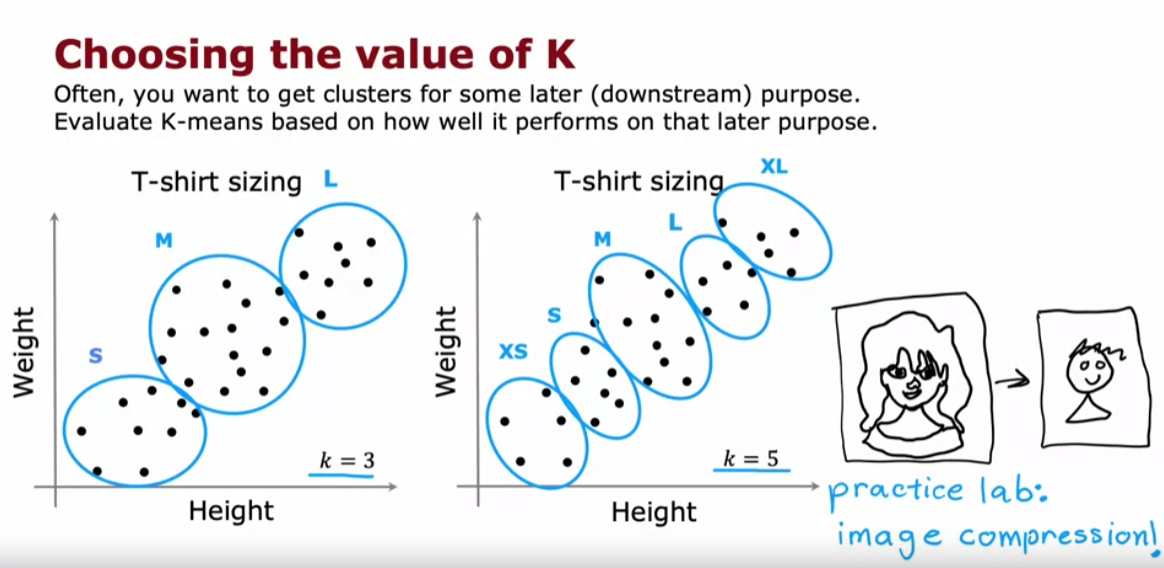 Choosing the value of K
Often, you want to get clusters for some later (downstream) purpose.
Evaluate K-means based on how well it performs on that later purpose.
T-shirt sizing
L
M
S
Weight
k = 3
Height
T-shirt sizing
XL
L
M
S
XS
Weight
k = 5
Height
practice lab:
image compression!